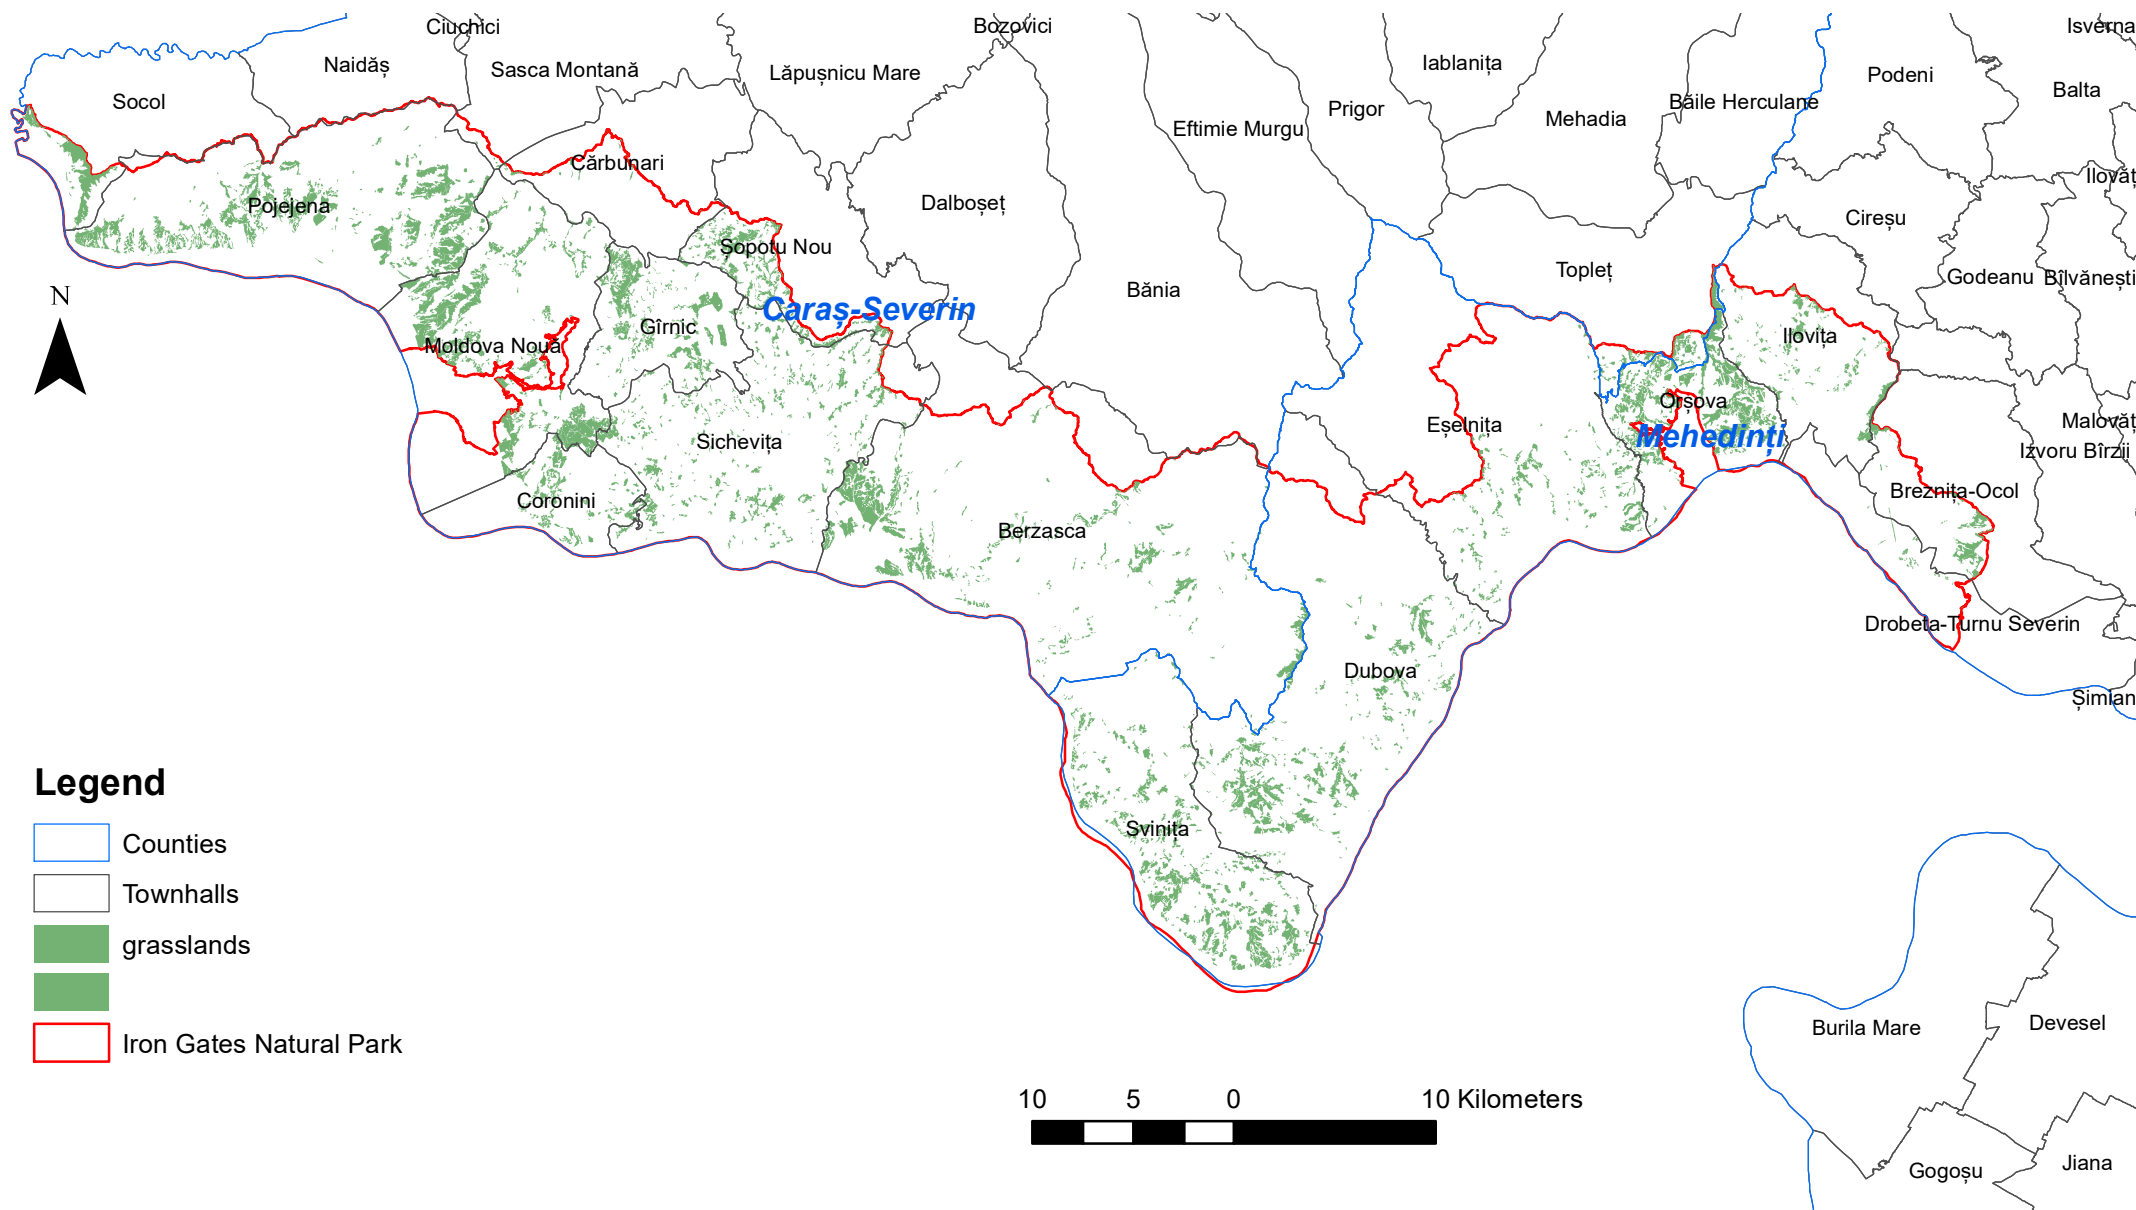 Ciuchici
Bozovici
Isverna
Naidăș
Sasca Montană
Lăpușnicu Mare
Iablanița
Podeni
Balta
Socol
Prigor
Băile Herculane
Mehadia
Eftimie Murgu
Cărbunari
Ilovăț
Pojejena
Dalboșeț
Cireșu
Șopotu Nou
Topleț
Godeanu
Bîlvănești
Bănia
N
Caraș-Severin
Gîrnic
Ilovița
Moldova Nouă
Orșova
Eșelnița
Malovăț
Mehedinți
Sichevița
Izvoru Bîrzii
Coronini
Breznița-Ocol
Berzasca
Drobeta-Turnu Severin
Dubova
Șimian
Svinița
Legend
Counties
Townhalls
grasslands
Iron Gates Natural Park
Burila Mare
Devesel
10 5 0 10 Kilometers
Gogoșu
Jiana